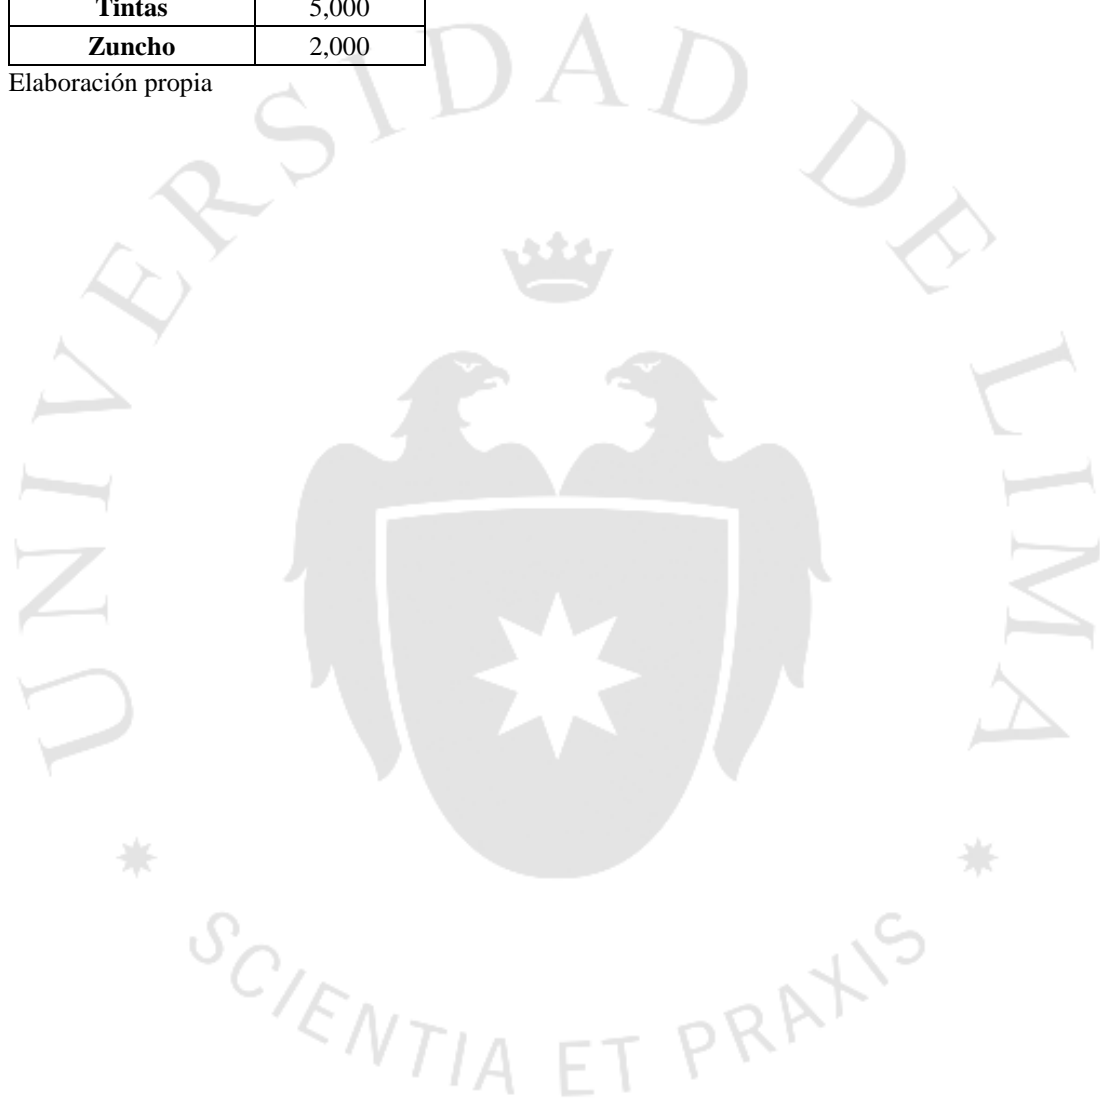 Tintas 5,000
Zuncho 2,000
Elaboración propia
UNIVERSIDAD DE LIMA
SCIENTIA ET PRAXIS